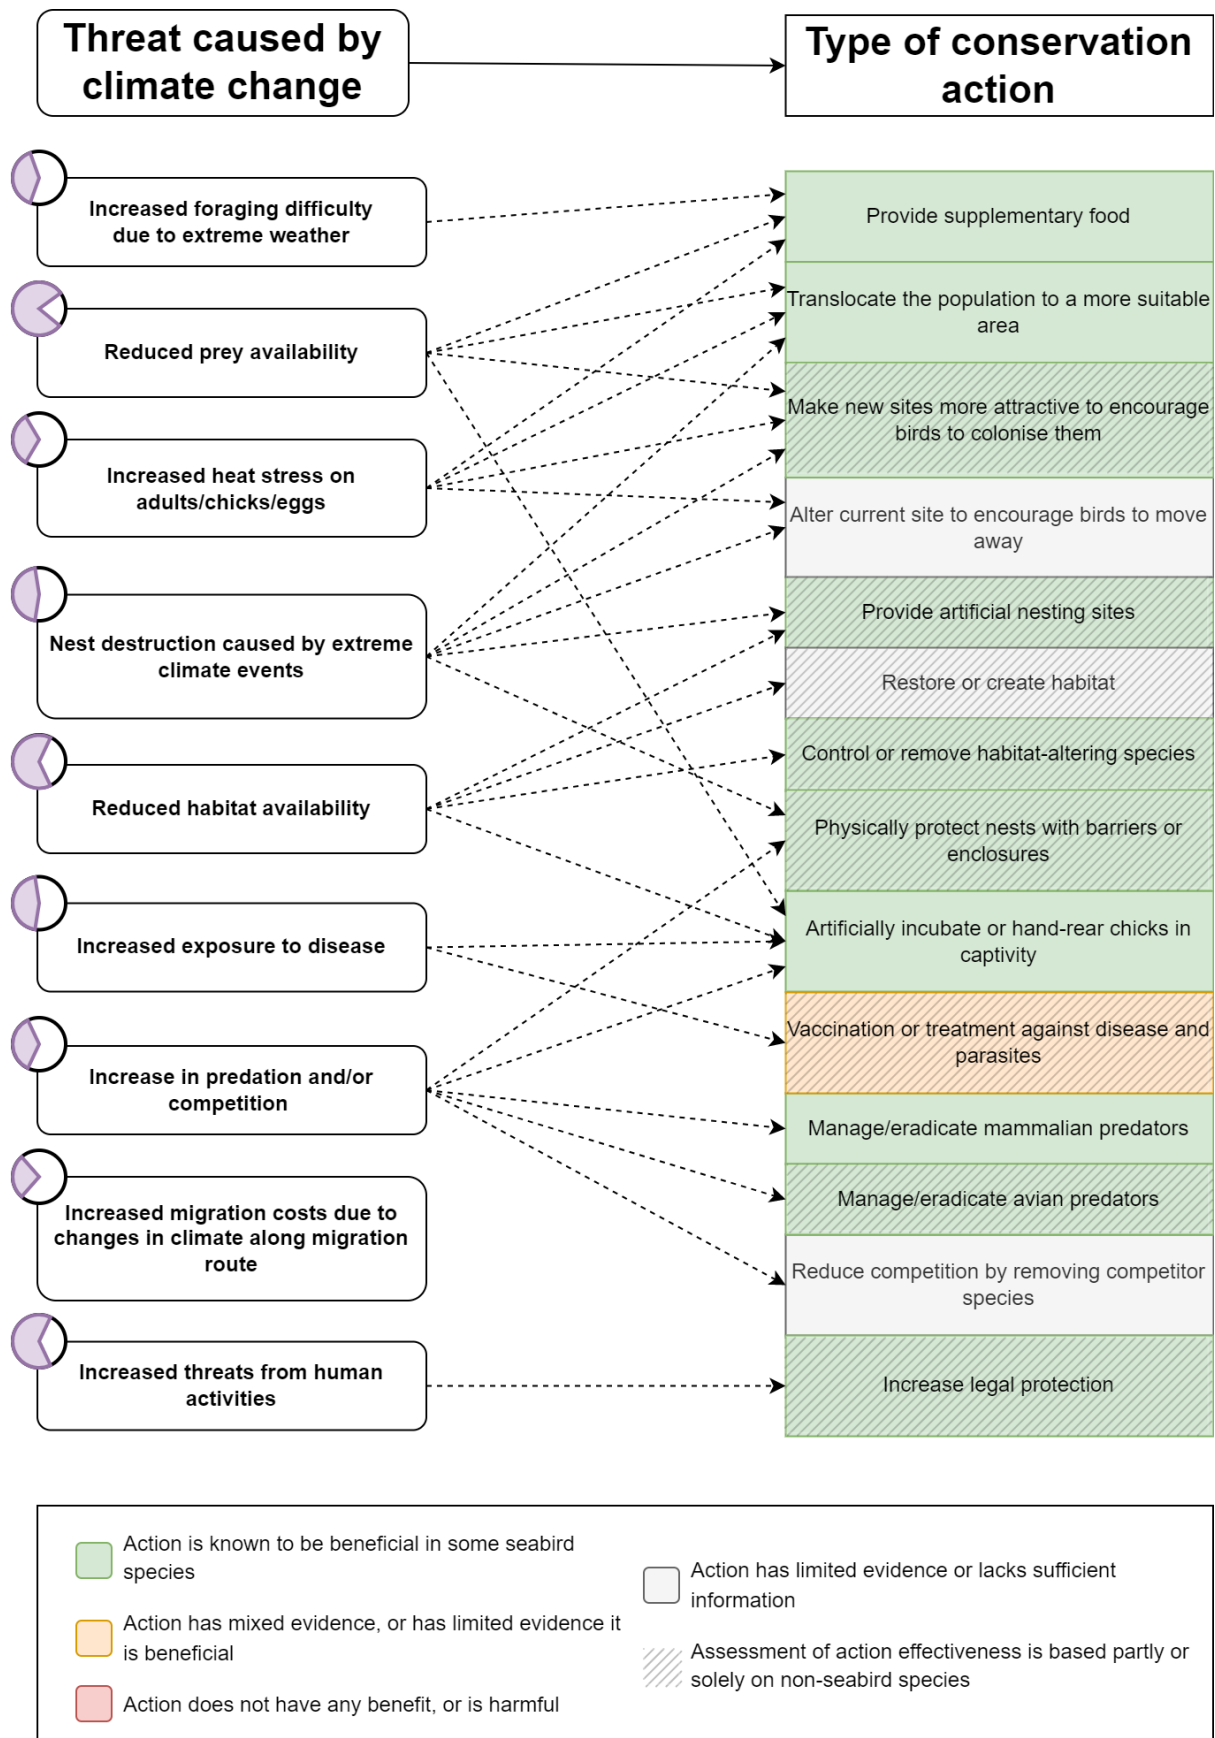 Threat caused by
climate change
Type of conservation
action
Increased foraging difficulty
due to extreme weather
Reduced prey availability
Increased heat stress on
adults/chicks/eggs
Nest destruction caused by extreme
climate events
Reduced habitat availability
Increased exposure to disease
Increase in predation and/or
competition
Increased migration costs due to
changes in climate along migration
route
Increased threats from human
activities
Provide supplementary food
Translocate the population to a more suitable
area
Make new sites more attractive to encourage
birds to colonise them
Alter current site to encourage birds to move
away
Provide artificial nesting sites
Restore or create habitat
Control or remove habitat-altering species
Physically protect nests with barriers or
enclosures
Artificially incubate or hand-rear chicks in
captivity
Vaccination or treatment against disease and
parasites
Manage/eradicate mammalian predators
Manage/eradicate avian predators
Reduce competition by removing competitor
species
Increase legal protection
Action is known to be beneficial in some seabird
species
Action has mixed evidence, or has limited evidence it
is beneficial
Action does not have any benefit, or is harmful
Action has limited evidence or lacks sufficient
information
Assessment of action effectiveness is based partly or
solely on non-seabird species